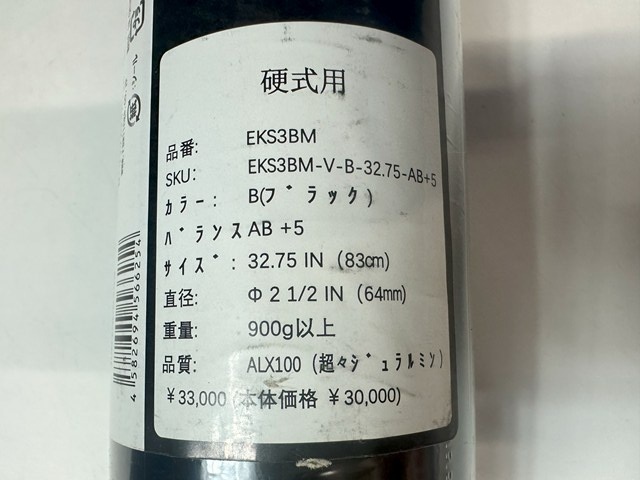 硬式用
品番: EKS3BM
SKU: EKS3BM-V-B-32.75-AB+5
カラー: B(ブラック)
バランス AB +5
サイズ: 32.75 IN (83cm)
直径: Φ 2 1/2 IN (64mm)
重量: 900g以上
品質: ALX100 (超々ジュラルミン)
¥33,000 (本体価格 ¥30,000)
4582694566254